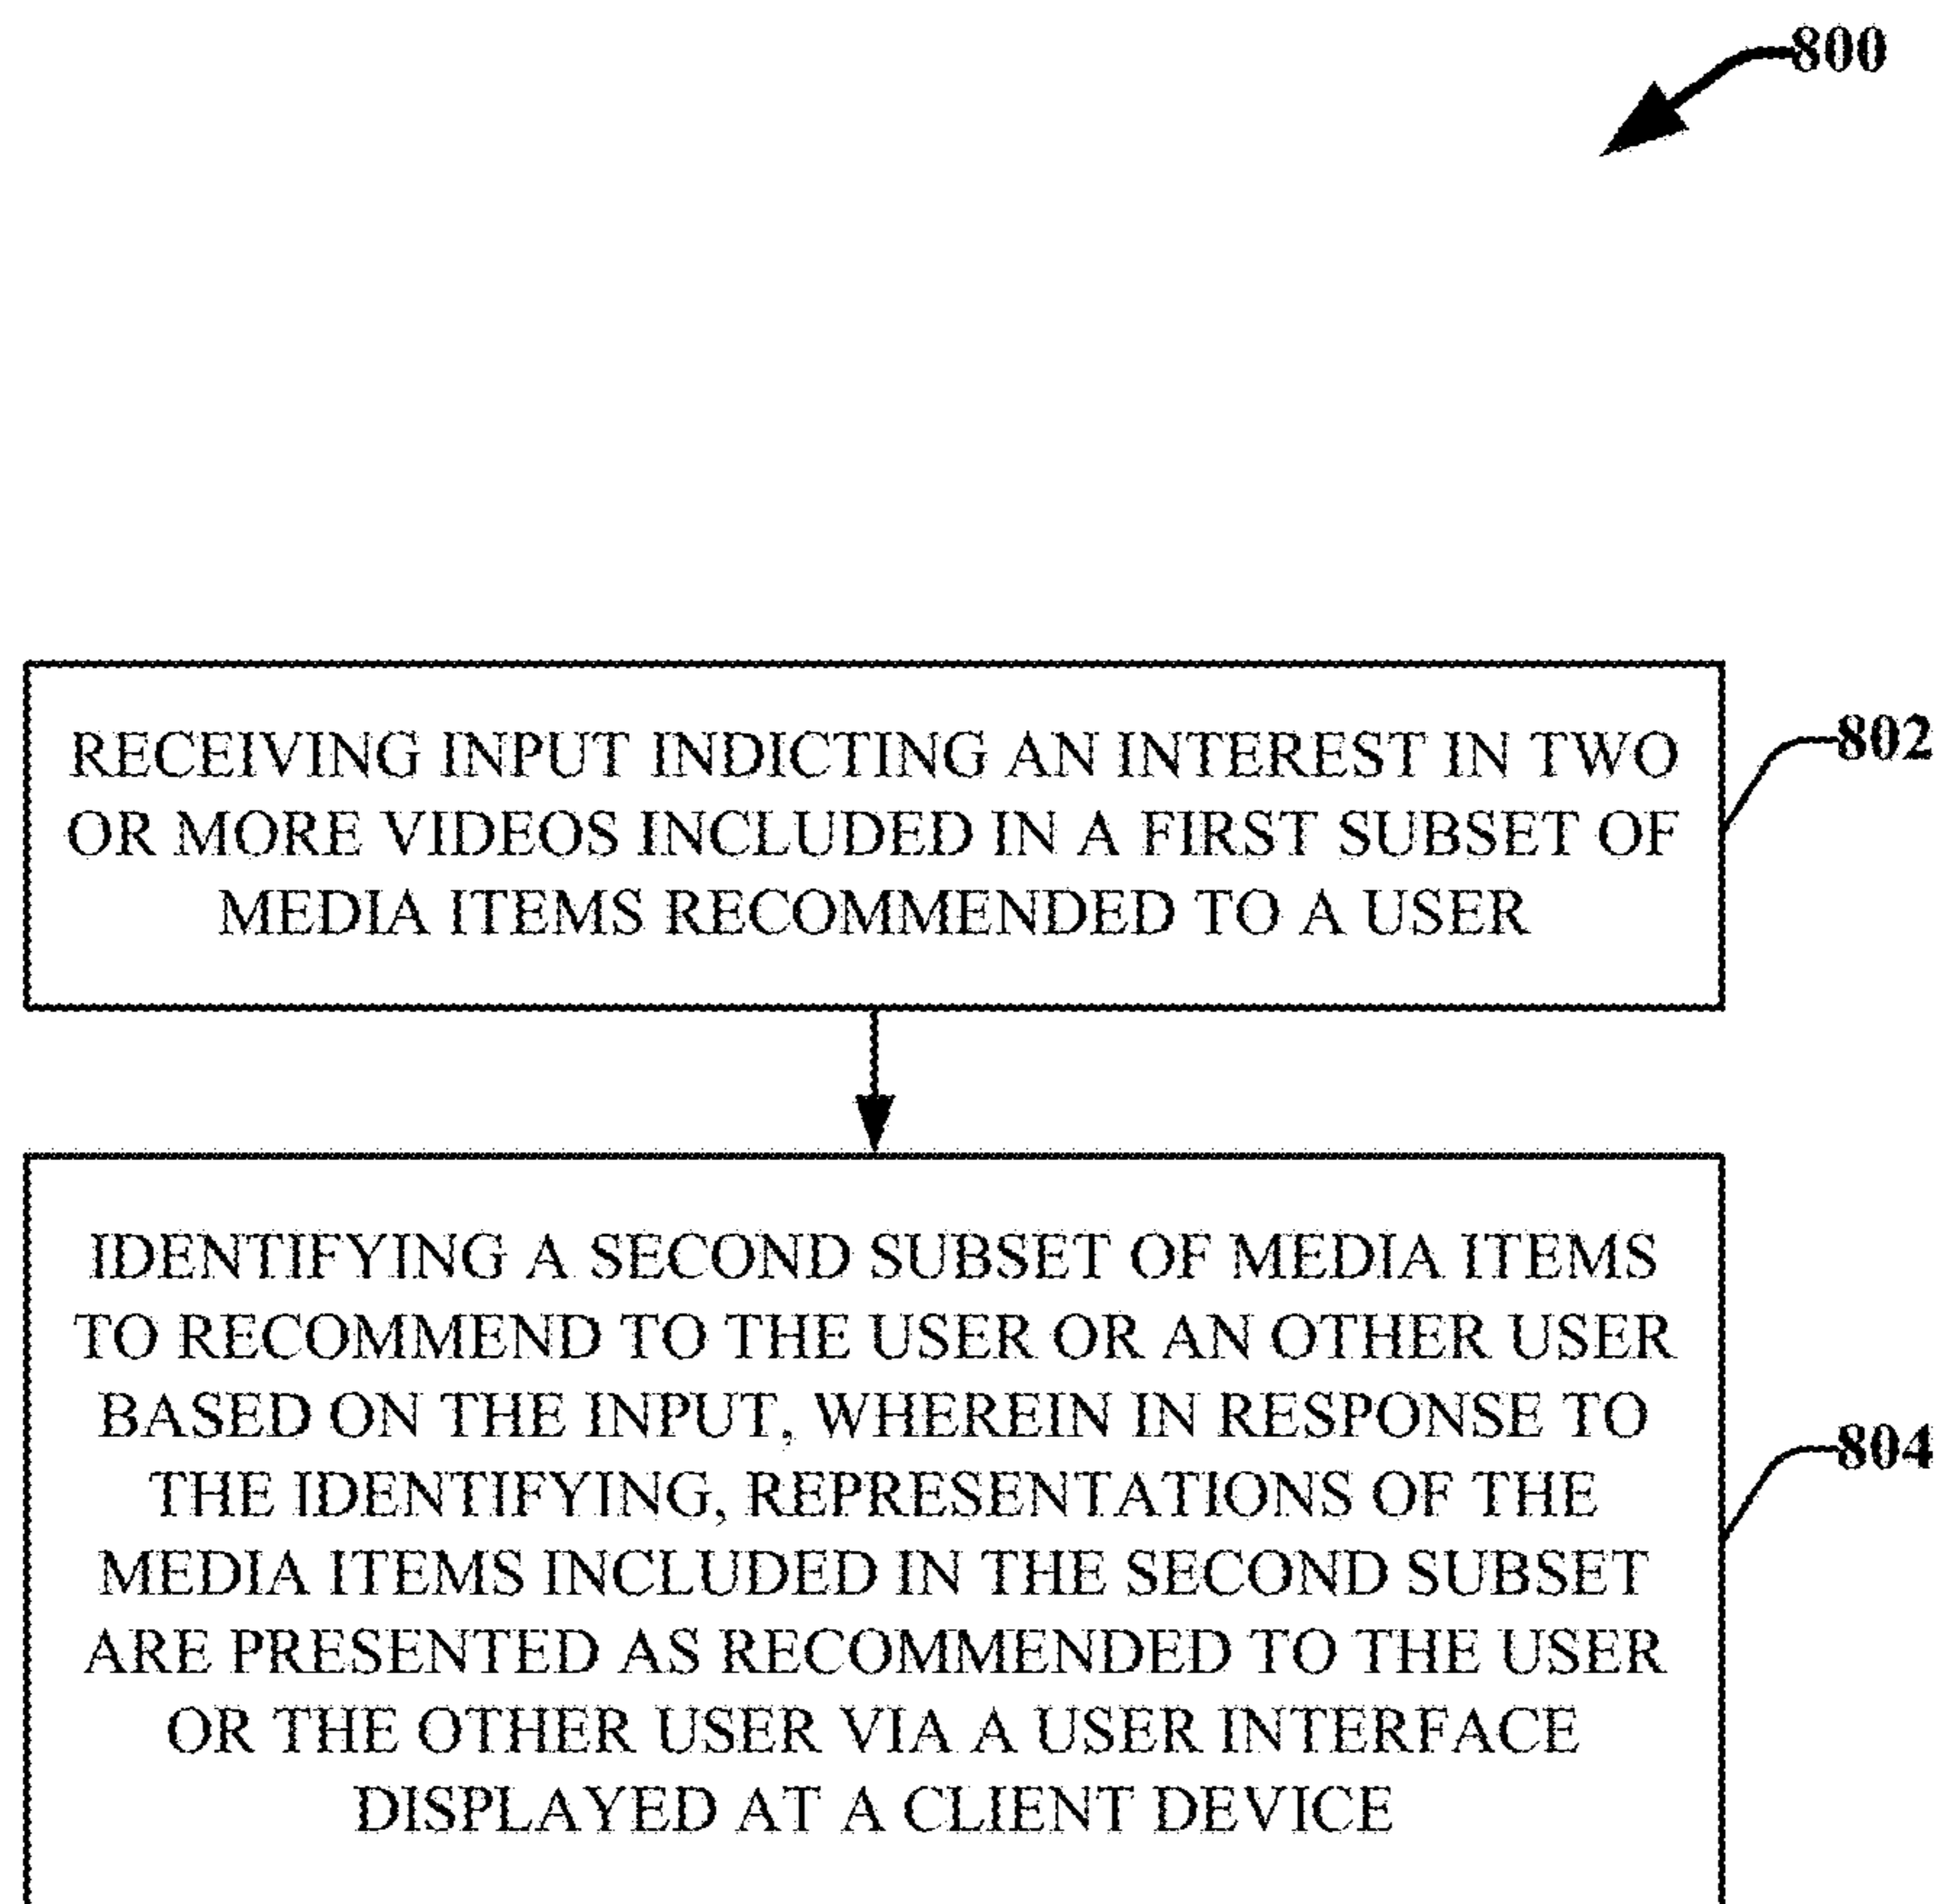 800
RECEIVING INPUT INDICTING AN INTEREST IN TWO
OR MORE VIDEOS INCLUDED IN A FIRST SUBSET OF
MEDIA ITEMS RECOMMENDED TO A USER
802
IDENTIFYING A SECOND SUBSET OF MEDIA ITEMS
TO RECOMMEND TO THE USER OR AN OTHER USER
BASED ON THE INPUT, WHEREIN IN RESPONSE TO
THE IDENTIFYING, REPRESENTATIONS OF THE
MEDIA ITEMS INCLUDED IN THE SECOND SUBSET
ARE PRESENTED AS RECOMMENDED TO THE USER
OR THE OTHER USER VIA A USER INTERFACE
DISPLAYED AT A CLIENT DEVICE
804